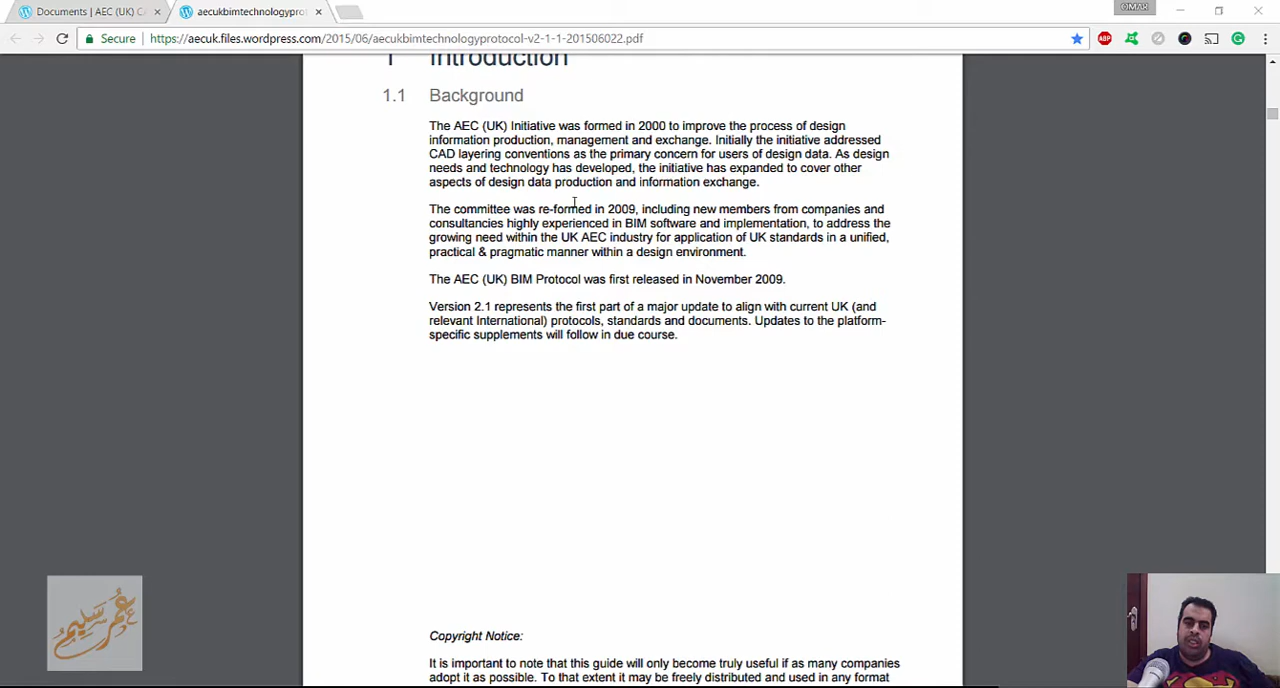 Documents | AEC (UK) C
aecukbimtechnologypro
OMAR
Secure
https://aecuk.files.wordpress.com/2015/06/aecukbimtechnologyprotocol-v2-1-1-201506022.pdf
ABP
1 Introduction
1.1 Background
The AEC (UK) Initiative was formed in 2000 to improve the process of design
information production, management and exchange. Initially the initiative addressed
CAD layering conventions as the primary concern for users of design data. As design
needs and technology has developed, the initiative has expanded to cover other
aspects of design data production and information exchange.
The committee was re-formed in 2009, including new members from companies and
consultancies highly experienced in BIM software and implementation, to address the
growing need within the UK AEC industry for application of UK standards in a unified,
practical & pragmatic manner within a design environment.
The AEC (UK) BIM Protocol was first released in November 2009.
Version 2.1 represents the first part of a major update to align with current UK (and
relevant International) protocols, standards and documents. Updates to the platform-
specific supplements will follow in due course.
Copyright Notice:
It is important to note that this guide will only become truly useful if as many companies
adopt it as possible. To that extent it may be freely distributed and used in any format
عمر سليم